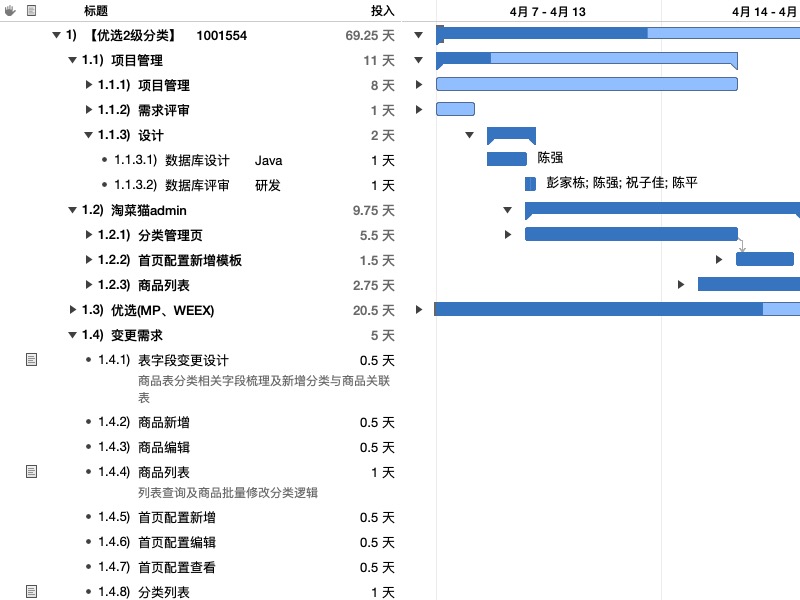 标题 投入 4月 7 - 4月 13 4月 14 - 4月
1) 【优选2级分类】 1001554 69.25 天
1.1) 项目管理 11 天
1.1.1) 项目管理 8 天
1.1.2) 需求评审 1 天
1.1.3) 设计 2 天
1.1.3.1) 数据库设计 Java 1 天 陈强
1.1.3.2) 数据库评审 研发 1 天 彭家栋; 陈强; 祝子佳; 陈平
1.2) 淘菜猫admin 9.75 天
1.2.1) 分类管理页 5.5 天
1.2.2) 首页配置新增模板 1.5 天
1.2.3) 商品列表 2.75 天
1.3) 优选(MP、WEEX) 20.5 天
1.4) 变更需求 5 天
1.4.1) 表字段变更设计 0.5 天
商品表分类相关字段梳理及新增分类与商品关联
表
1.4.2) 商品新增 0.5 天
1.4.3) 商品编辑 0.5 天
1.4.4) 商品列表 1 天
列表查询及商品批量修改分类逻辑
1.4.5) 首页配置新增 0.5 天
1.4.6) 首页配置编辑 0.5 天
1.4.7) 首页配置查看 0.5 天
1.4.8) 分类列表 1 天